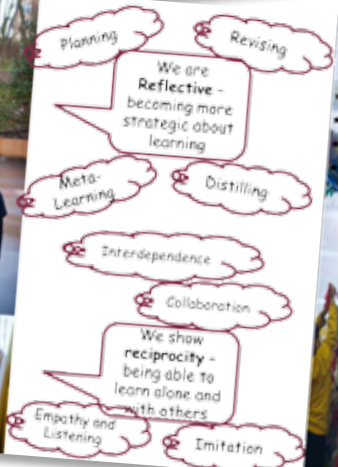 Planning
Revising
We are
Reflective -
becoming more
strategic about
learning
Meta-
Learning
Distilling
Interdependence
Collaboration
We show
reciprocity -
being able to
learn alone and
with others
Empathy and
Listening
Imitation